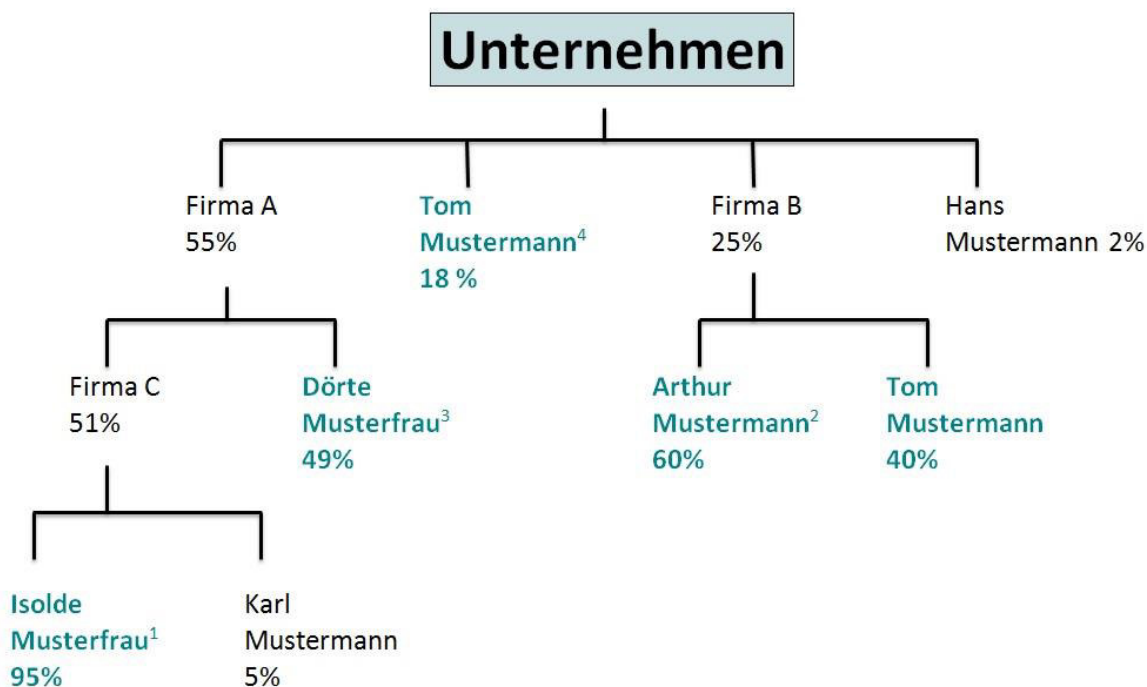 Unternehmen
Firma A
55%
Tom
Mustermann⁴
18 %
Firma B
25%
Hans
Mustermann 2%
Firma C
51%
Dörte
Musterfrau³
49%
Arthur
Mustermann²
60%
Tom
Mustermann
40%
Isolde
Musterfrau¹
95%
Karl
Mustermann
5%